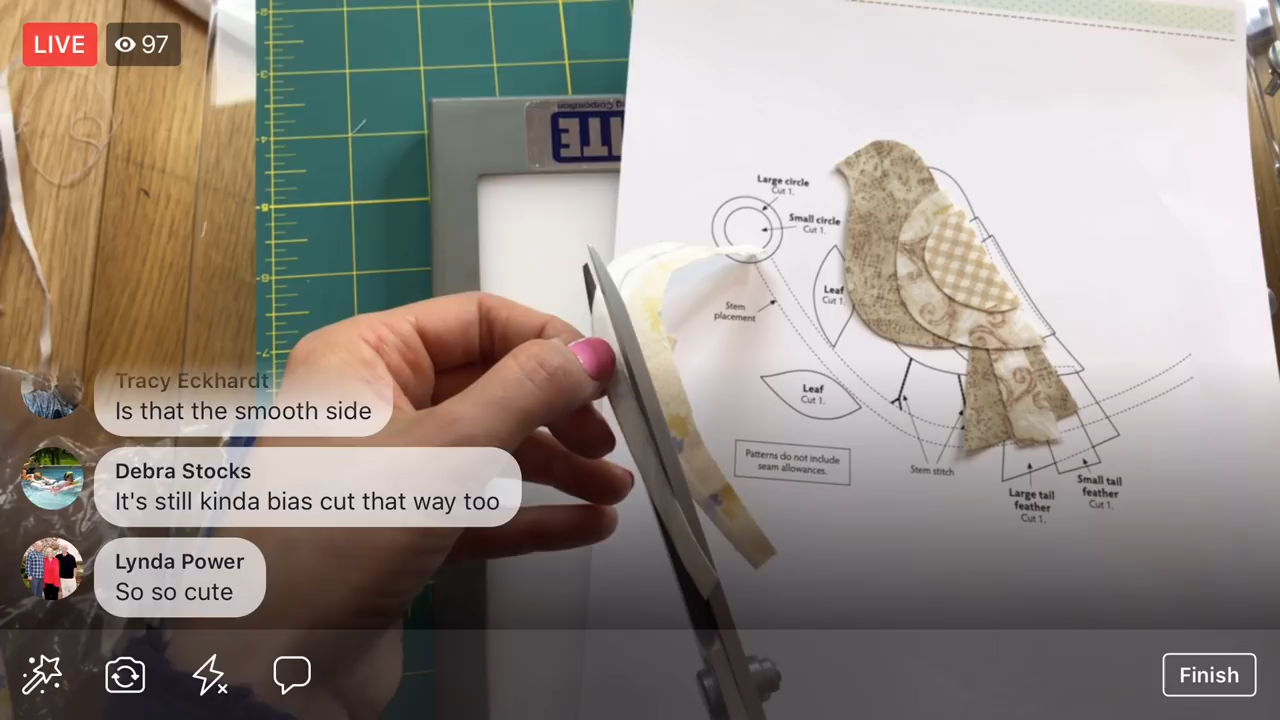 LIVE
97
Large circle
Cut 1.
Small circle
Cut 1.
Leaf
Cut 1.
Stem
placement
Leaf
Cut 1.
Patterns do not include
seam allowances.
Stem stitch
Large tail
feather
Cut 1.
Small tail
feather
Cut 1.
Tracy Eckhardt
Is that the smooth side
Debra Stocks
It's still kinda bias cut that way too
Lynda Power
So so cute
Finish